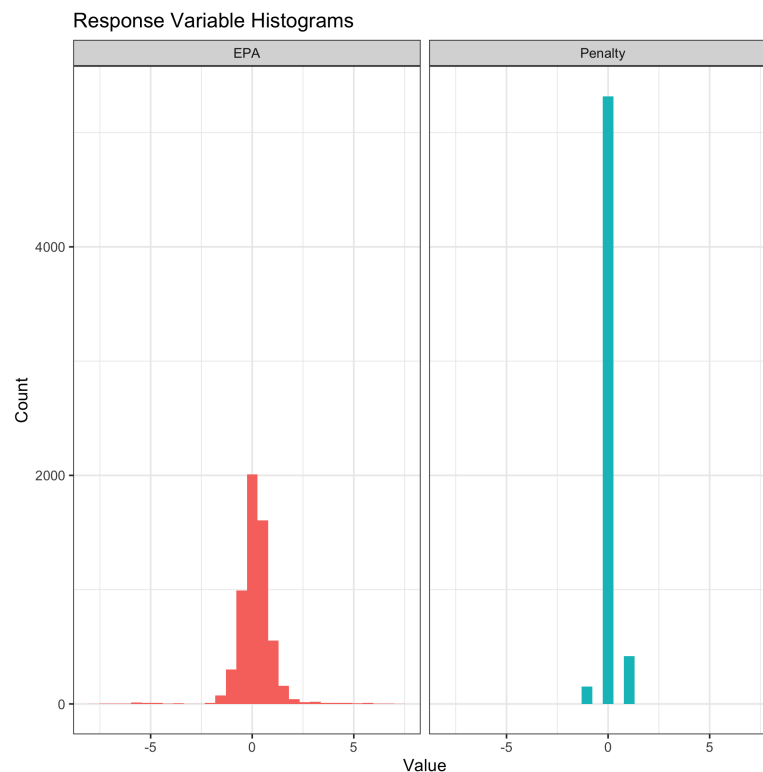 Response Variable Histograms
EPA
Penalty
Count
4000
2000
0
-5
0
5
-5
0
5
Value